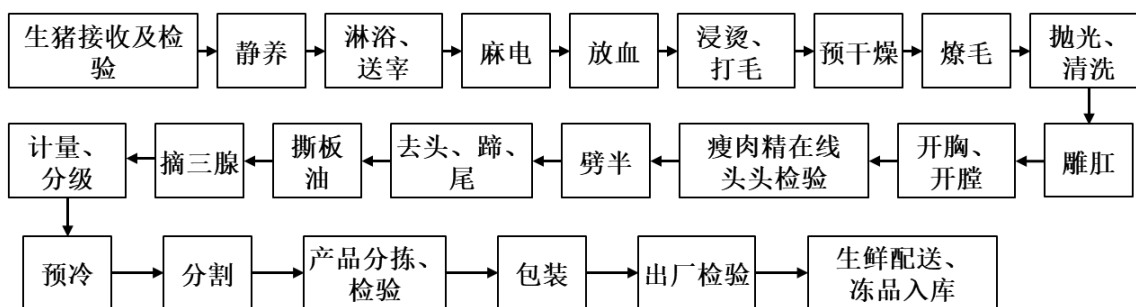 生猪接收及检
验
静养
淋浴、
送宰
麻电
放血
浸烫、
打毛
预干燥
燎毛
抛光、
清洗
雕肛
开胸、
开膛
瘦肉精在线
头头检验
劈半
去头、蹄、
尾
撕板
油
摘三腺
计量、
分级
预冷
分割
产品分拣、
检验
包装
出厂检验
生鲜配送、
冻品入库